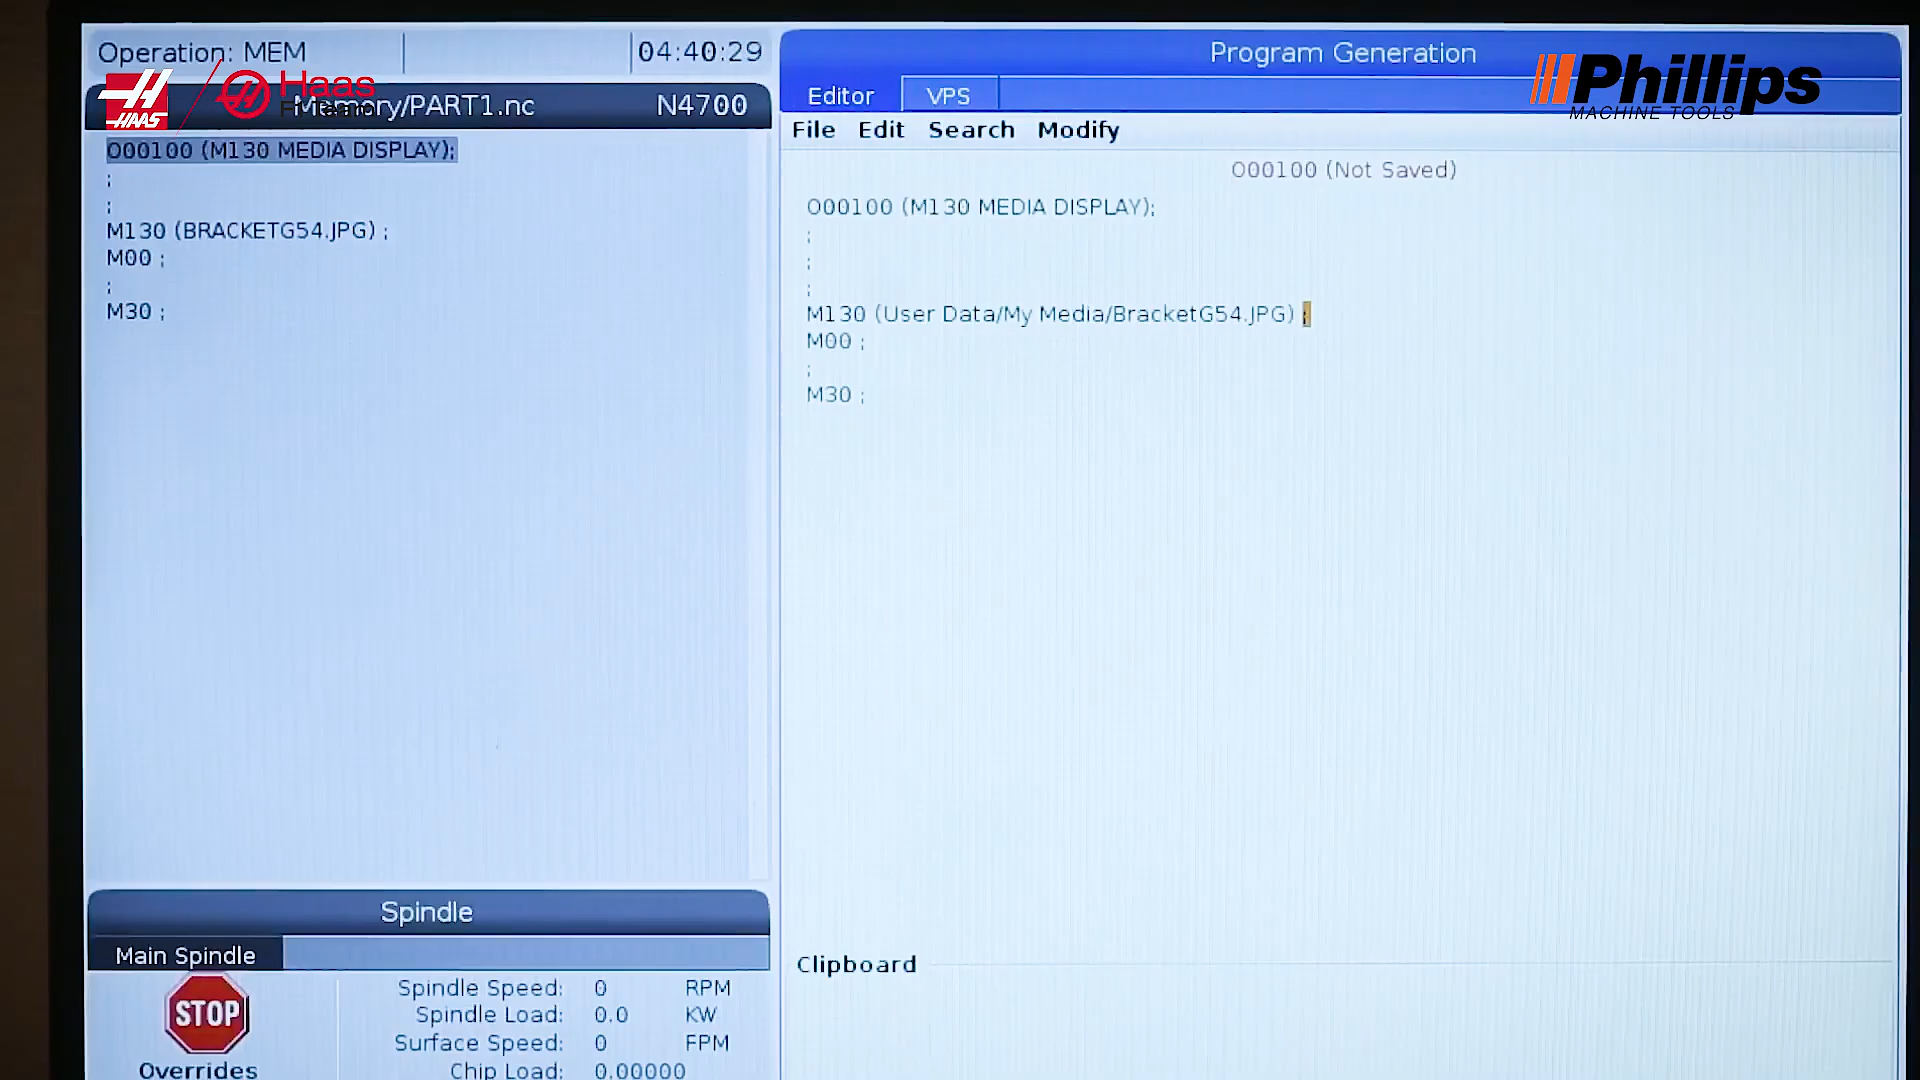 Operation: MEM
04:40:29
HAAS
Haas
Memory/PART1.nc
N4700
O00100 (M130 MEDIA DISPLAY);
;
;
M130 (BRACKETG54.JPG) ;
M00 ;
;
M30 ;
Spindle
Main Spindle
STOP
Overrides
Spindle Speed: 0 RPM
Spindle Load: 0.0 KW
Surface Speed: 0 FPM
Chip Load: 0.00000
Program Generation
Phillips
MACHINE TOOLS
Editor
VPS
File Edit Search Modify
O00100 (Not Saved)
O00100 (M130 MEDIA DISPLAY);
;
;
;
M130 (User Data/My Media/BracketG54.JPG) ;
M00 ;
;
M30 ;
Clipboard